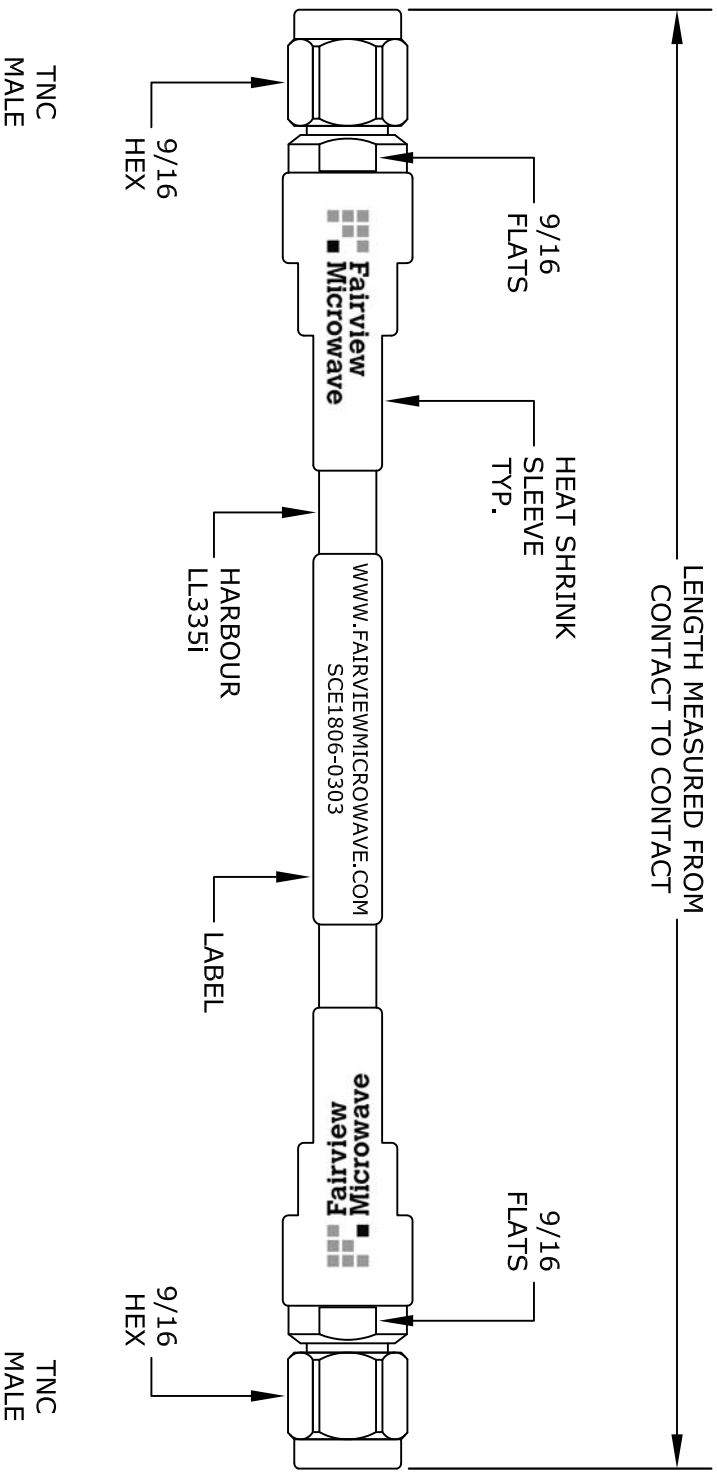 LENGTH MEASURED FROM
CONTACT TO CONTACT
9/16
FLATS
HEAT SHRINK
SLEEVE
TYP.
9/16
FLATS
Fairview
Microwave
WWW.FAIRVIEWMICROWAVE.COM
SCE1806-0303
Fairview
Microwave
9/16
HEX
HARBOUR
LL335i
LABEL
9/16
HEX
TNC
MALE
TNC
MALE